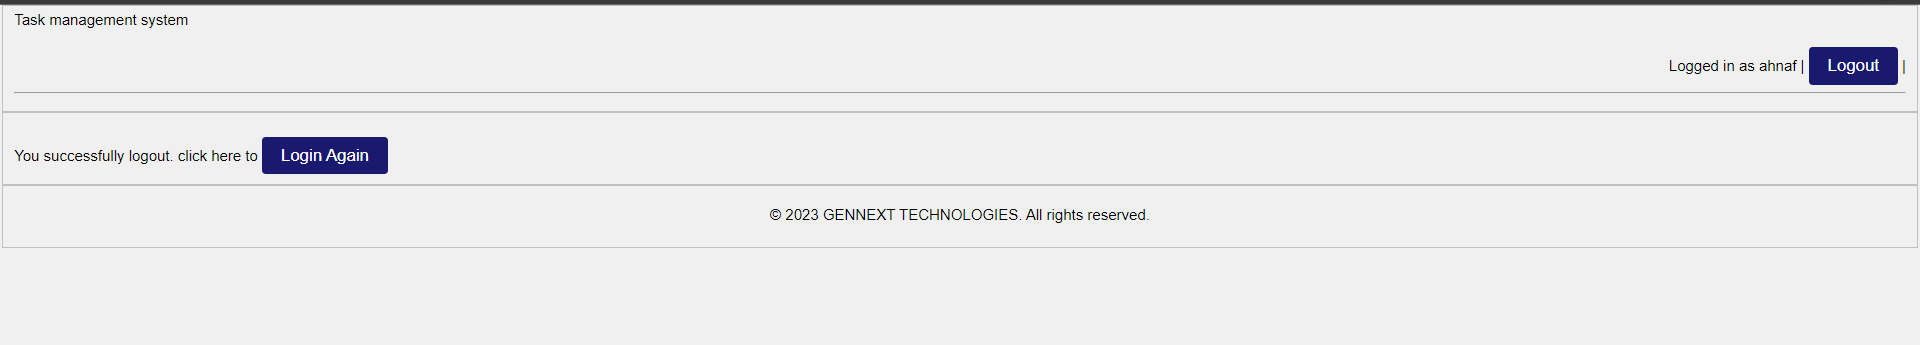 Task management system
Logged in as ahnaf | Logout |
You successfully logout. click here to Login Again
© 2023 GENNEXT TECHNOLOGIES. All rights reserved.